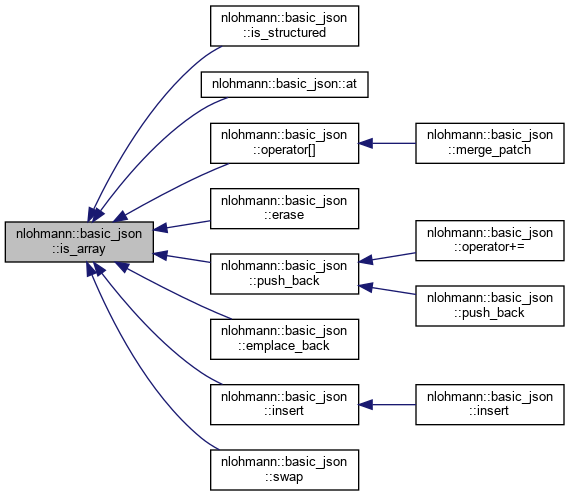 nlohmann::basic_json
::is_structured
nlohmann::basic_json::at
nlohmann::basic_json
::operator[]
nlohmann::basic_json
::merge_patch
nlohmann::basic_json
::erase
nlohmann::basic_json
::is_array
nlohmann::basic_json
::operator+=
nlohmann::basic_json
::push_back
nlohmann::basic_json
::push_back
nlohmann::basic_json
::emplace_back
nlohmann::basic_json
::insert
nlohmann::basic_json
::insert
nlohmann::basic_json
::swap